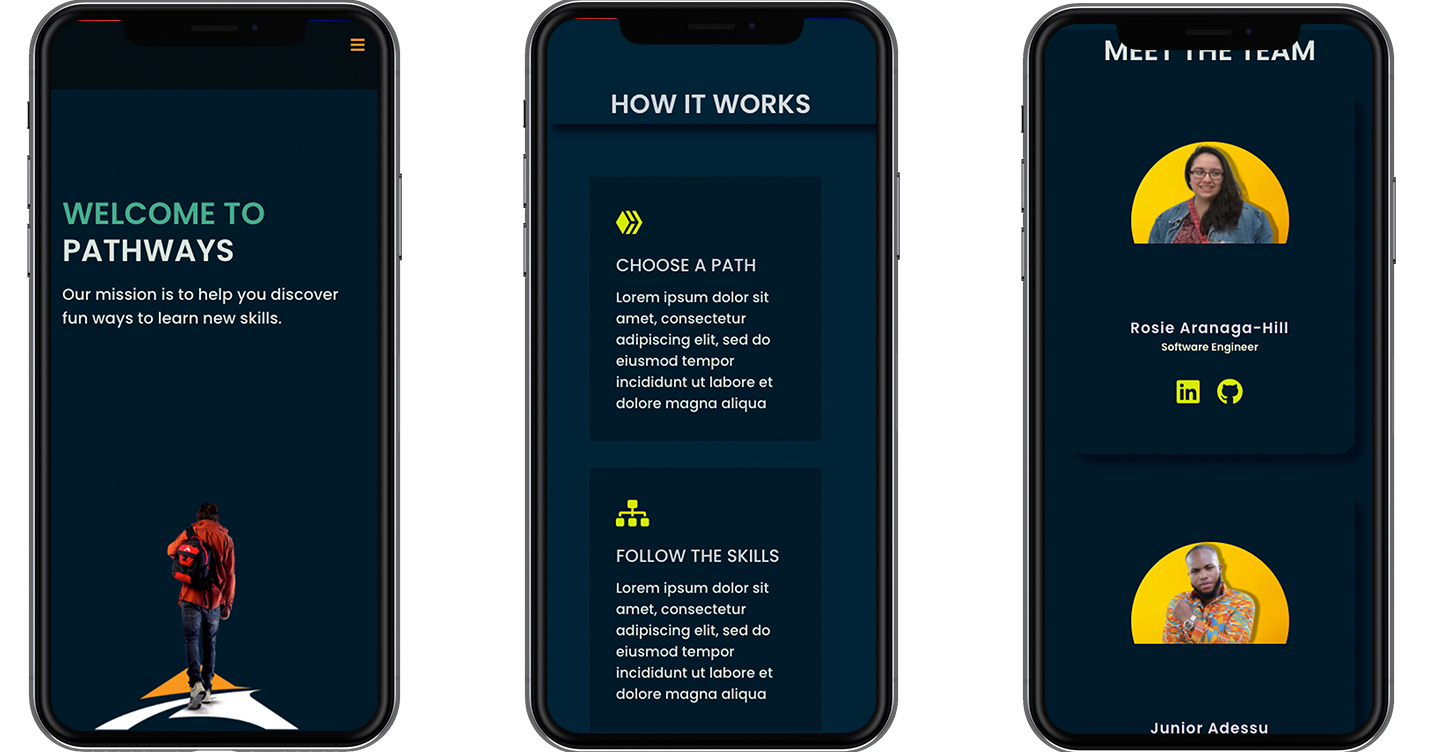 WELCOME TO
PATHWAYS
Our mission is to help you discover
fun ways to learn new skills.
HOW IT WORKS
CHOOSE A PATH
Lorem ipsum dolor sit
amet, consectetur
adipiscing elit, sed do
eiusmod tempor
incididunt ut labore et
dolore magna aliqua
FOLLOW THE SKILLS
Lorem ipsum dolor sit
amet, consectetur
adipiscing elit, sed do
eiusmod tempor
incididunt ut labore et
dolore magna aliqua
MEET THE TEAM
Rosie Aranaga-Hill
Software Engineer
in
Junior Adessu